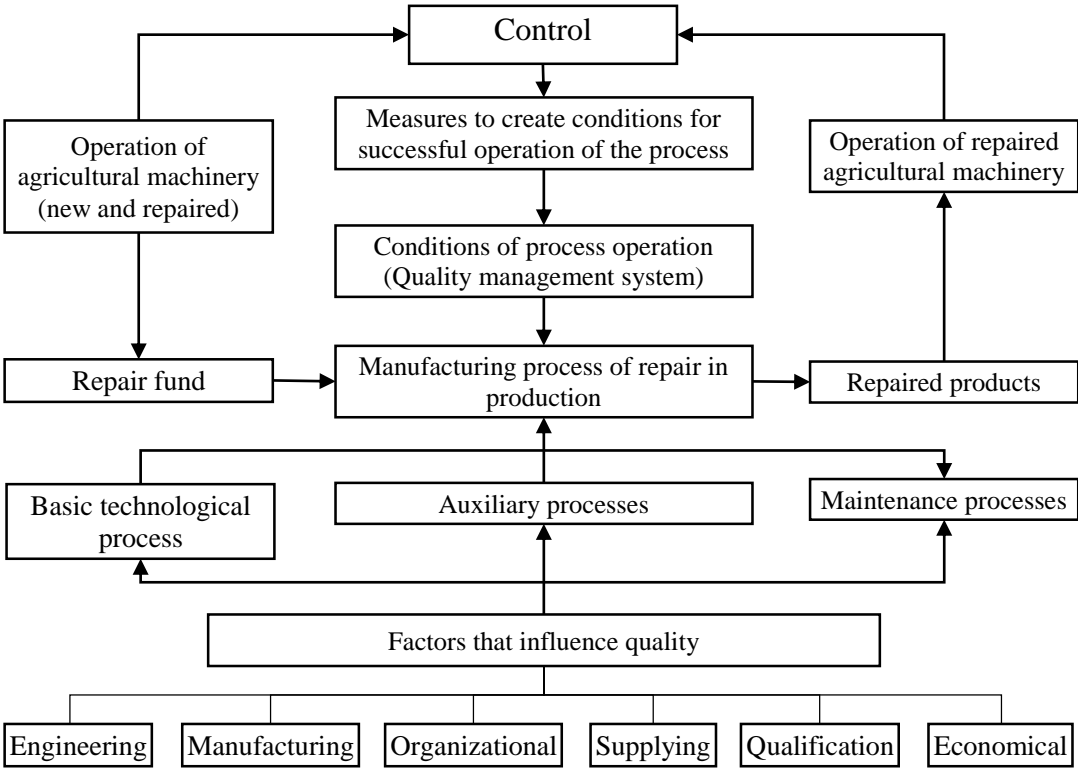 Control
Measures to create conditions for
successful operation of the process
Operation of
agricultural machinery
(new and repaired)
Operation of repaired
agricultural machinery
Conditions of process operation
(Quality management system)
Repair fund
Manufacturing process of repair in
production
Repaired products
Basic technological
process
Auxiliary processes
Maintenance processes
Factors that influence quality
Engineering
Manufacturing
Organizational
Supplying
Qualification
Economical